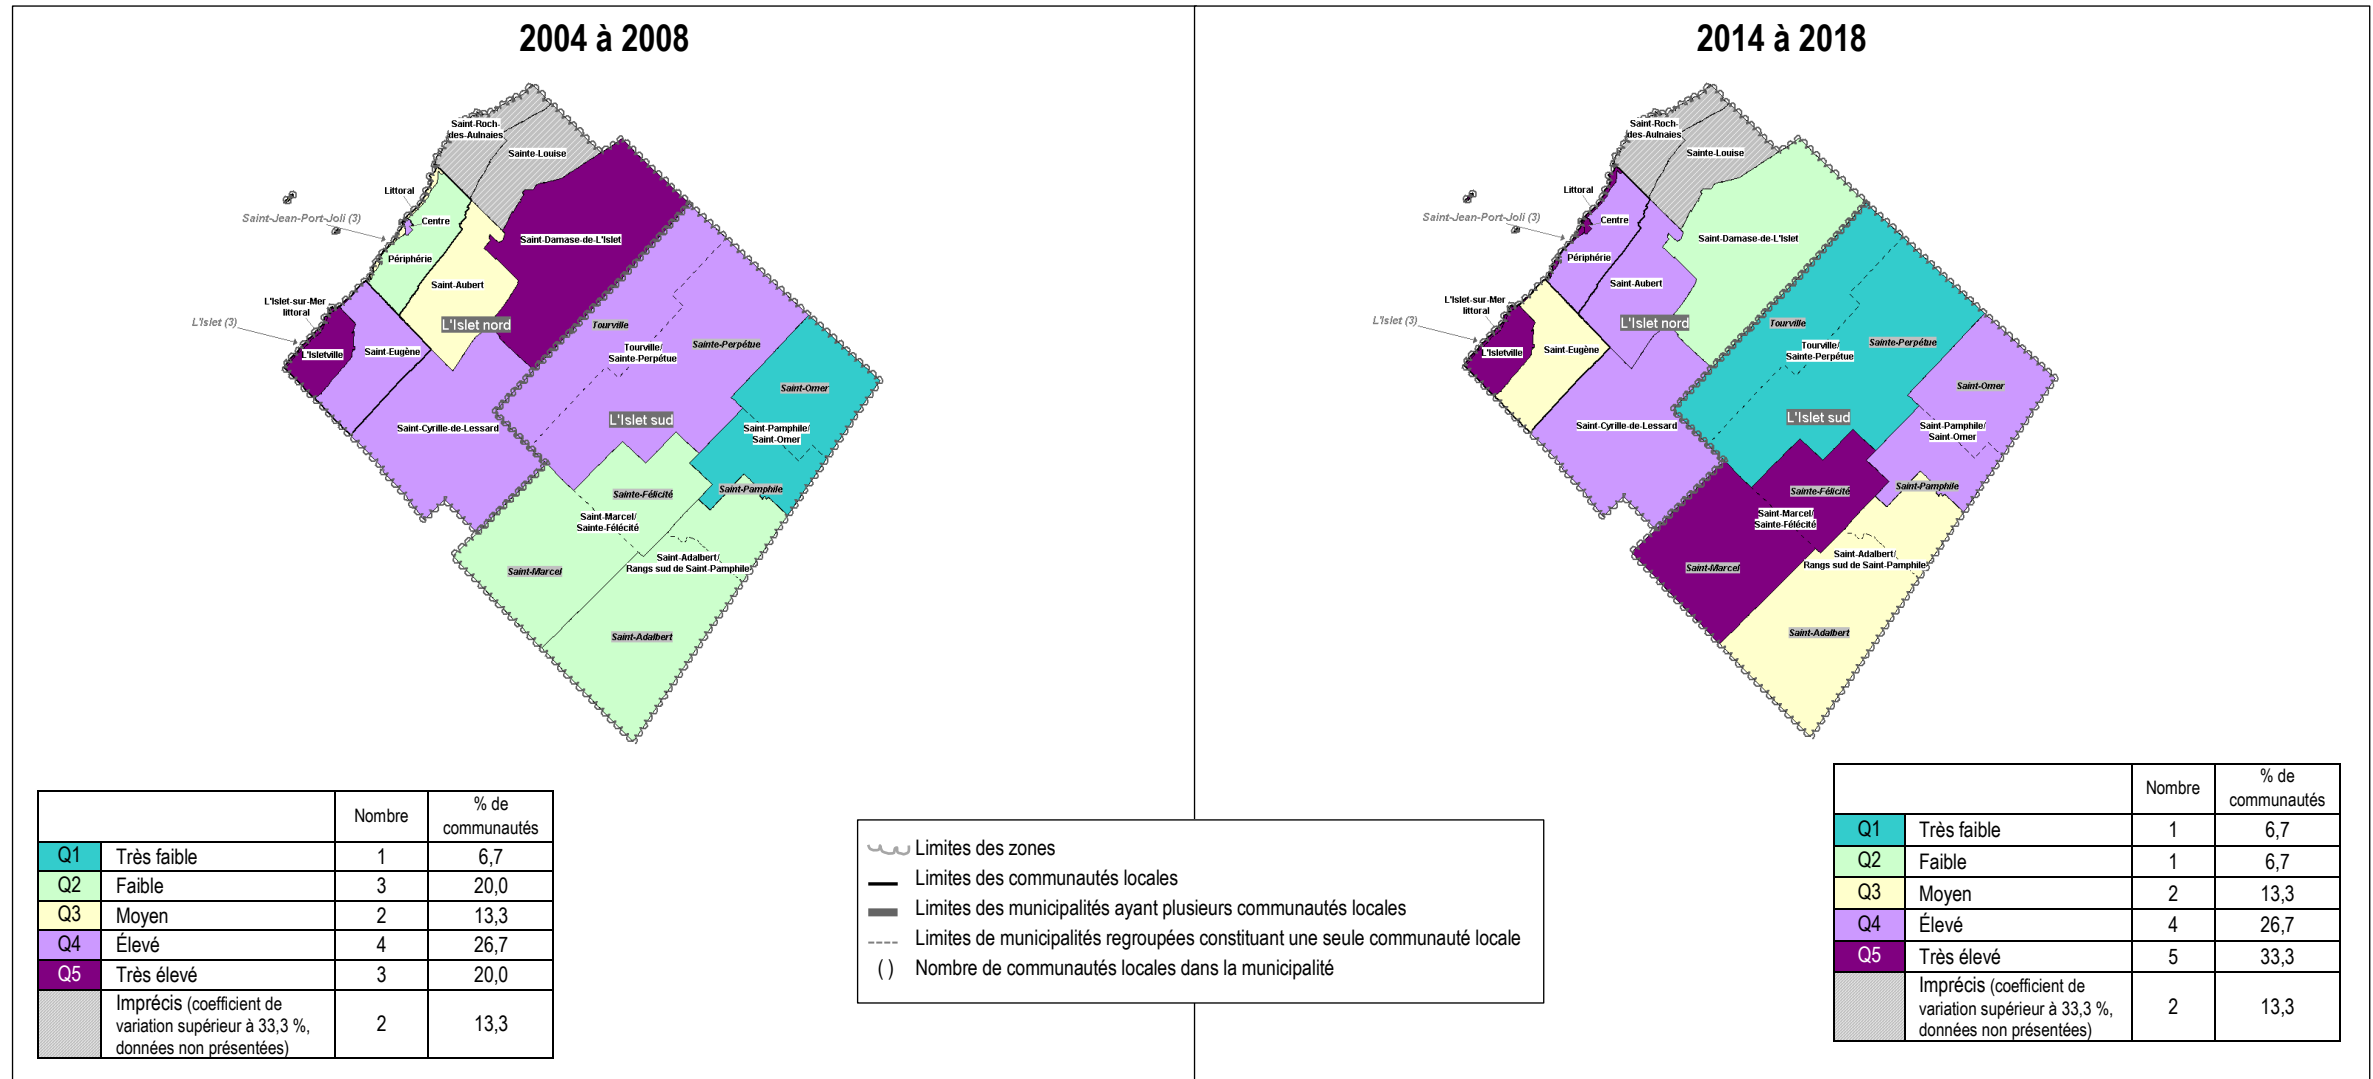 2004 à 2008
Saint-Roch-
des-Aulnaies
Sainte-Louise
Littoral
Saint-Jean-Port-Joli (3)
Centre
Saint-Damase-de-L'Islet
Périphérie
Saint-Aubert
L'Islet-sur-Mer
littoral
L'Islet (3)
L'Islet nord
Tourville
L'Isletville
Saint-Eugène
Tourville/
Sainte-Perpétue
Sainte-Perpétue
Saint-Omer
L'Islet sud
Saint-Cyrille-de-Lessard
Saint-Pamphile/
Saint-Omer
Sainte-Félicité
Saint-Pamphile
Saint-Marcel/
Sainte-Félécité
Saint-Adalbert/
Rangs sud de Saint-Pamphile
Saint-Marcel
Saint-Adalbert
Nombre
% de
communautés
Q1 Très faible 1 6,7
Q2 Faible 3 20,0
Q3 Moyen 2 13,3
Q4 Élevé 4 26,7
Q5 Très élevé 3 20,0
Imprécis (coefficient de
variation supérieur à 33,3 %, 2 13,3
données non présentées)
Limites des zones
Limites des communautés locales
Limites des municipalités ayant plusieurs communautés locales
Limites de municipalités regroupées constituant une seule communauté locale
( ) Nombre de communautés locales dans la municipalité
2014 à 2018
Saint-Roch-
des-Aulnaies
Sainte-Louise
Littoral
Saint-Jean-Port-Joli (3)
Centre
Saint-Damase-de-L'Islet
Périphérie
Saint-Aubert
L'Islet-sur-Mer
littoral
L'Islet (3)
L'Islet nord
Tourville
L'Isletville
Saint-Eugène
Tourville/
Sainte-Perpétue
Sainte-Perpétue
Saint-Omer
L'Islet sud
Saint-Cyrille-de-Lessard
Saint-Pamphile/
Saint-Omer
Sainte-Félicité
Saint-Pamphile
Saint-Marcel/
Sainte-Félécité
Saint-Adalbert/
Rangs sud de Saint-Pamphile
Saint-Marcel
Saint-Adalbert
Nombre
% de
communautés
Q1 Très faible 1 6,7
Q2 Faible 1 6,7
Q3 Moyen 2 13,3
Q4 Élevé 4 26,7
Q5 Très élevé 5 33,3
Imprécis (coefficient de
variation supérieur à 33,3 %, 2 13,3
données non présentées)